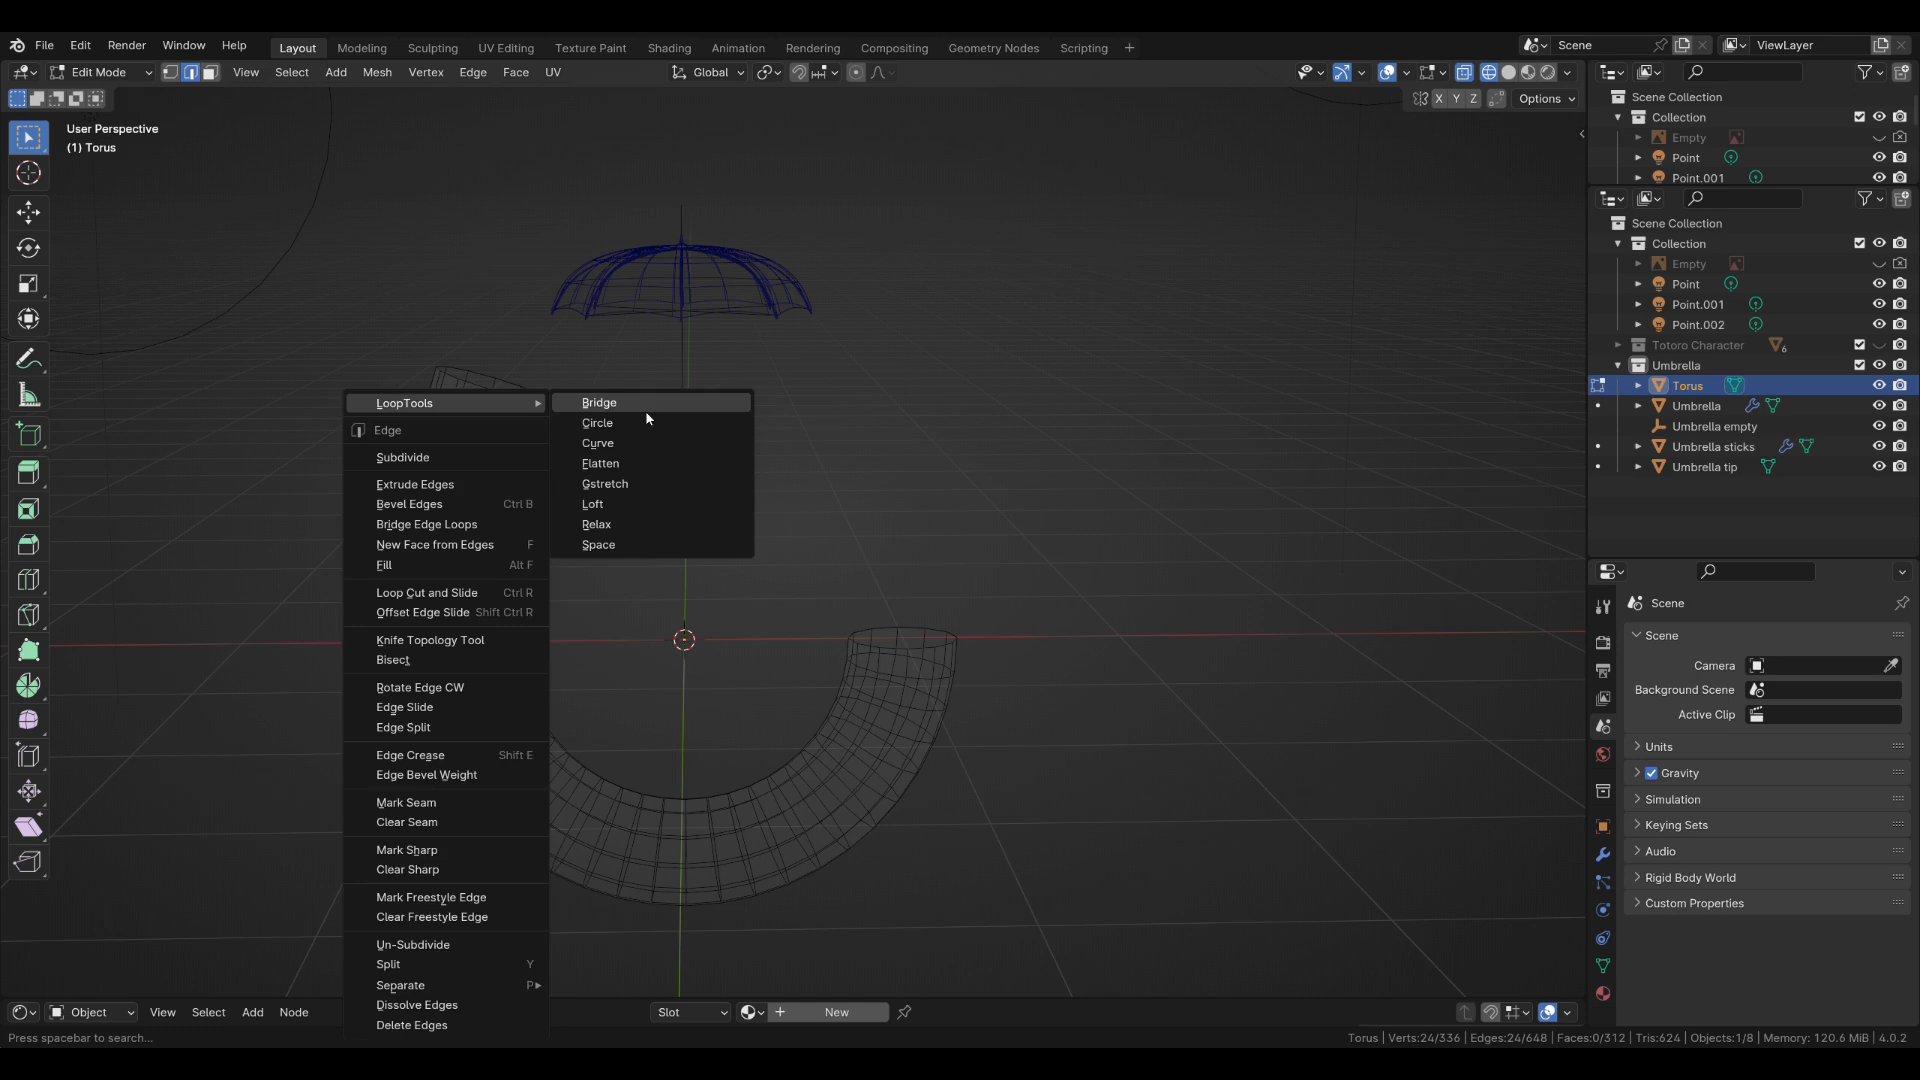 File Edit Render Window Help Layout Modeling Sculpting UV Editing Texture Paint Shading Animation Rendering Compositing Geometry Nodes Scripting Scene ViewLayer
Edit Mode View Select Add Mesh Vertex Edge Face UV Global
X Y Z Options
User Perspective
(1) Torus
LoopTools
Edge
Subdivide
Extrude Edges
Bevel Edges Ctrl B
Bridge Edge Loops
New Face from Edges F
Fill Alt F
Loop Cut and Slide Ctrl R
Offset Edge Slide Shift Ctrl R
Knife Topology Tool
Bisect
Rotate Edge CW
Edge Slide
Edge Split
Edge Crease Shift E
Edge Bevel Weight
Mark Seam
Clear Seam
Mark Sharp
Clear Sharp
Mark Freestyle Edge
Clear Freestyle Edge
Un-Subdivide
Split Y
Separate P
Dissolve Edges
Delete Edges
Bridge
Circle
Curve
Flatten
Gstretch
Loft
Relax
Space
Scene Collection
Collection
Empty
Point
Point.001
Scene Collection
Collection
Empty
Point
Point.001
Point.002
Totoro Character 6
Umbrella
Torus
Umbrella
Umbrella empty
Umbrella sticks
Umbrella tip
Scene
Scene
Camera
Background Scene
Active Clip
Units
Gravity
Simulation
Keying Sets
Audio
Rigid Body World
Custom Properties
Object View Select Add Node Slot New
Press spacebar to search...
Torus | Verts:24/336 | Edges:24/648 | Faces:0/312 | Tris:624 | Objects:1/8 | Memory: 120.6 MiB | 4.0.2